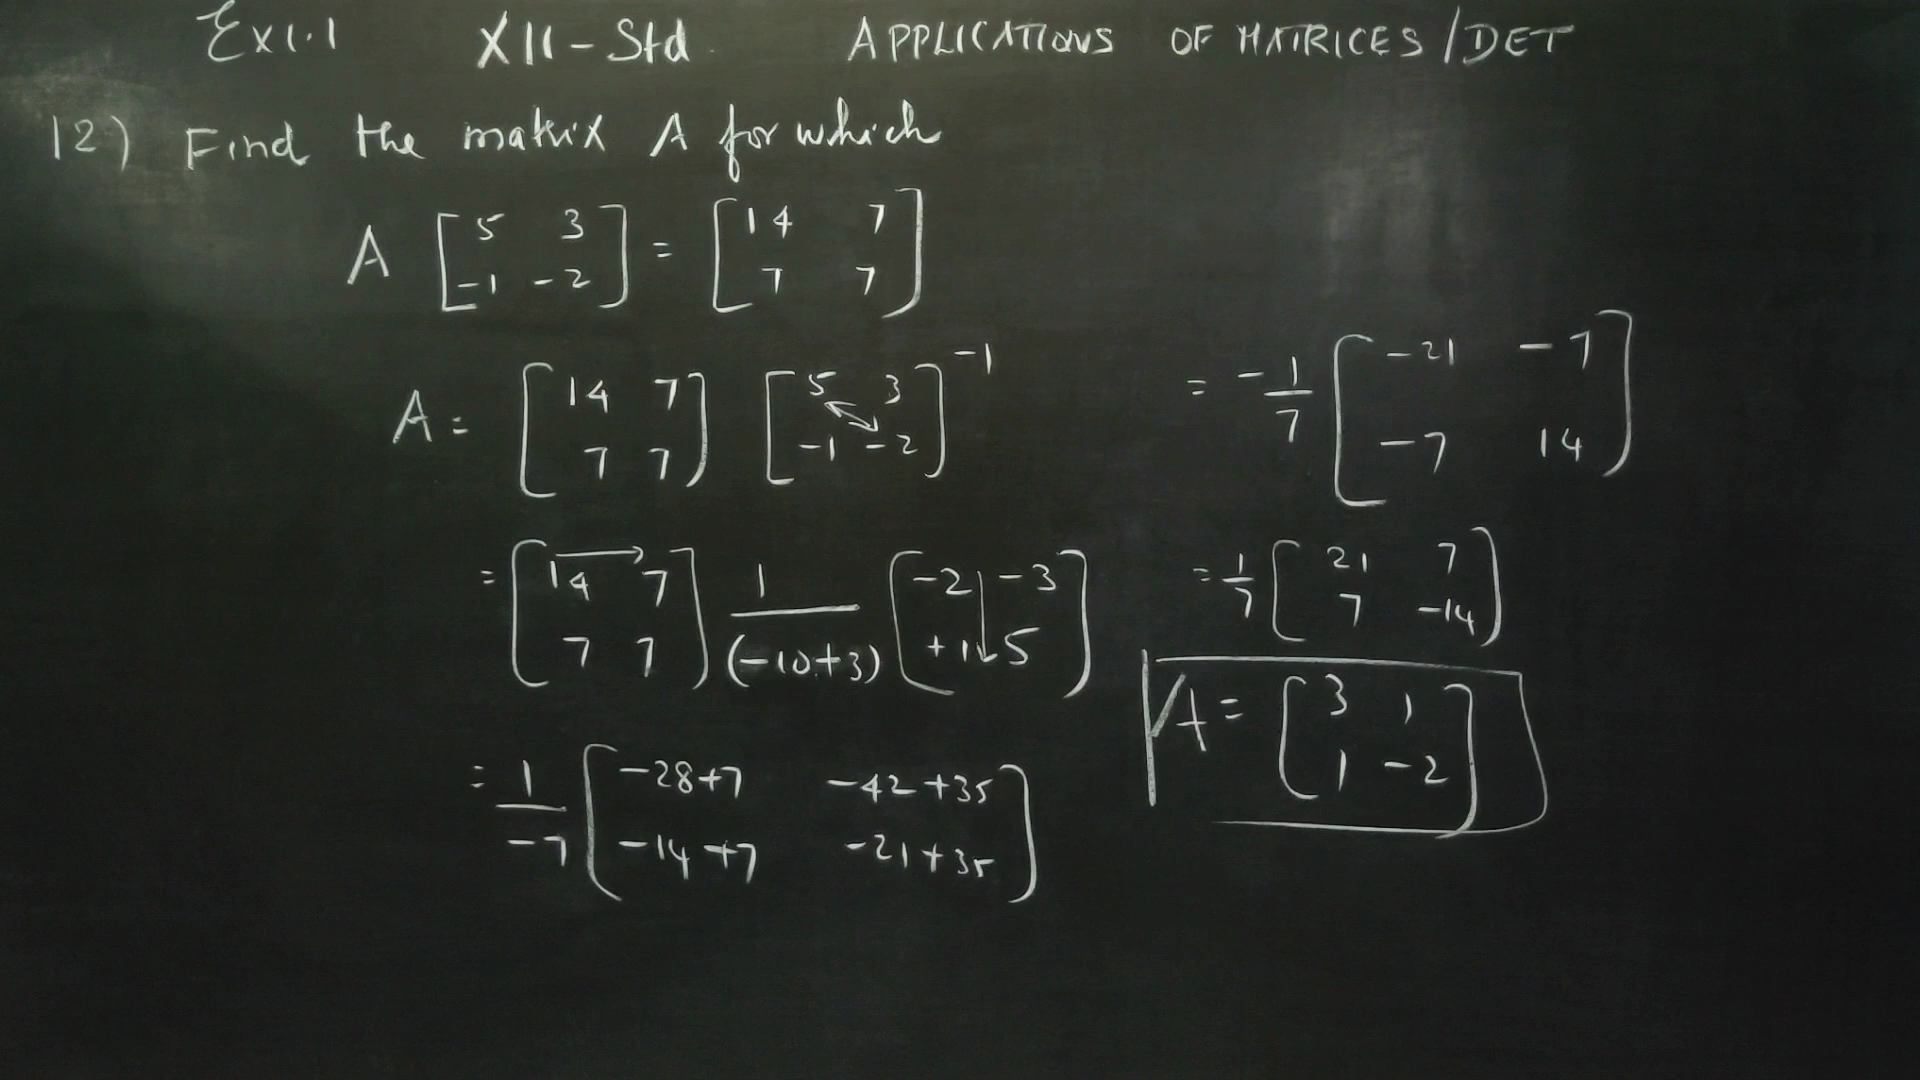 Ex1.1 XII-Std. APPLICATIONS OF MATRICES/DET
12) Find the matrix A for which
A [5 3
-1 -2] = [14 7
7 7]
A = [14 7
7 7] [5 3
-1 -2]^-1
= [14 7
7 7] 1/(-10+3) [-2 -3
+1 5]
= 1/-7 [-28+7 -42+35
-14+7 -21+35]
= -1/7 [-21 -7
-7 14]
= 1/7 [21 7
7 -14]
A = [3 1
1 -2]